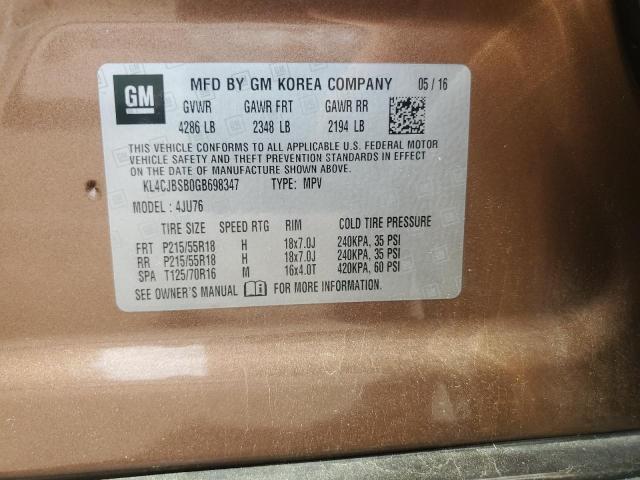 GM
MFD BY GM KOREA COMPANY 05 / 16
GVWR GAWR FRT GAWR RR
4286 LB 2348 LB 2194 LB
THIS VEHICLE CONFORMS TO ALL APPLICABLE U.S. FEDERAL MOTOR
VEHICLE SAFETY AND THEFT PREVENTION STANDARDS IN EFFECT
ON THE DATE OF MANUFACTURE SHOWN ABOVE.
KL4CJBSB0GB698347 TYPE: MPV
MODEL: 4JU76
TIRE SIZE SPEED RTG RIM COLD TIRE PRESSURE
FRT P215/55R18 H 18x7.0J 240KPA, 35 PSI
RR P215/55R18 H 18x7.0J 240KPA, 35 PSI
SPA T125/70R16 M 16x4.0T 420KPA, 60 PSI
SEE OWNER'S MANUAL FOR MORE INFORMATION.